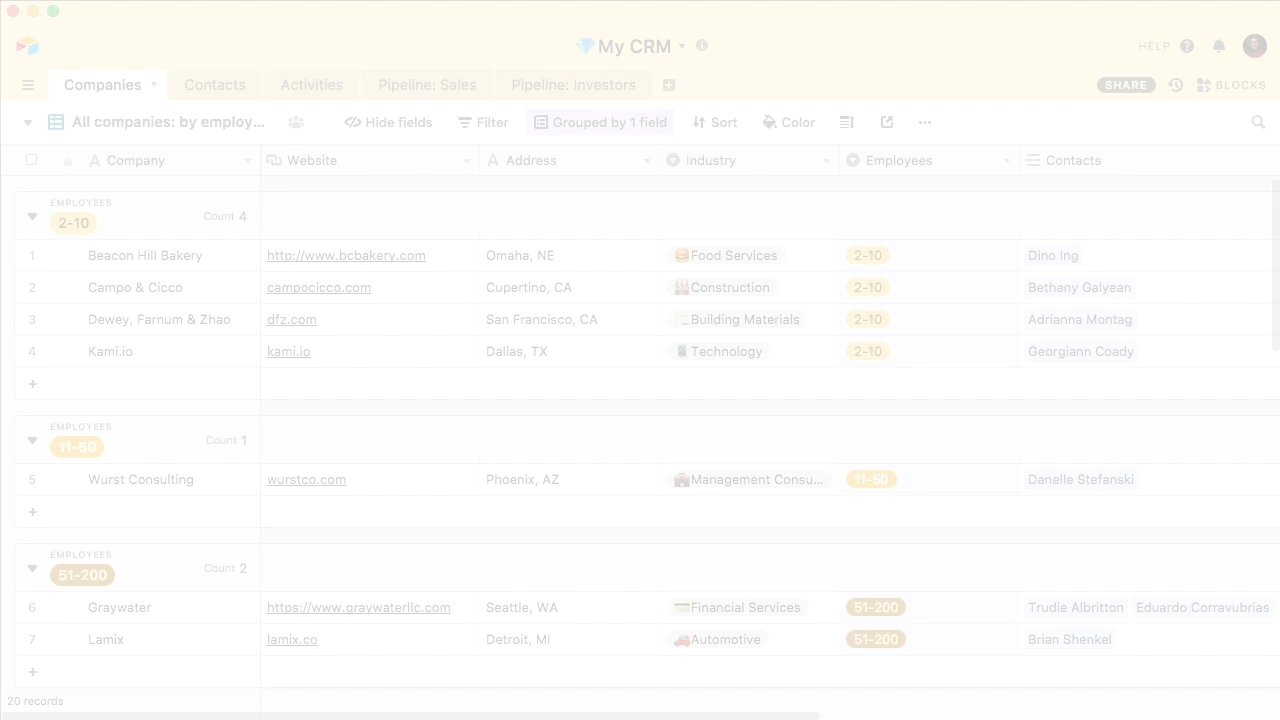 My CRM
HELP
Companies
Contacts
Activities
Pipeline: Sales
Pipeline: Investors
SHARE
BLOCKS
All companies: by employ...
Hide fields
Filter
Grouped by 1 field
Sort
Color
Company
Website
Address
Industry
Employees
Contacts
EMPLOYEES
2-10
Count 4
1 Beacon Hill Bakery http://www.bcbakery.com Omaha, NE Food Services 2-10 Dino Ing
2 Campo & Cicco campocicco.com Cupertino, CA Construction 2-10 Bethany Galyean
3 Dewey, Farnum & Zhao dfz.com San Francisco, CA Building Materials 2-10 Adrianna Montag
4 Kami.io kami.io Dallas, TX Technology 2-10 Georgiann Coady
EMPLOYEES
11-50
Count 1
5 Wurst Consulting wurstco.com Phoenix, AZ Management Consu... 11-50 Danelle Stefanski
EMPLOYEES
51-200
Count 2
6 Graywater https://www.graywaterllc.com Seattle, WA Financial Services 51-200 Trudie Albritton Eduardo Corravubrias
7 Lamix lamix.co Detroit, MI Automotive 51-200 Brian Shenkel
20 records